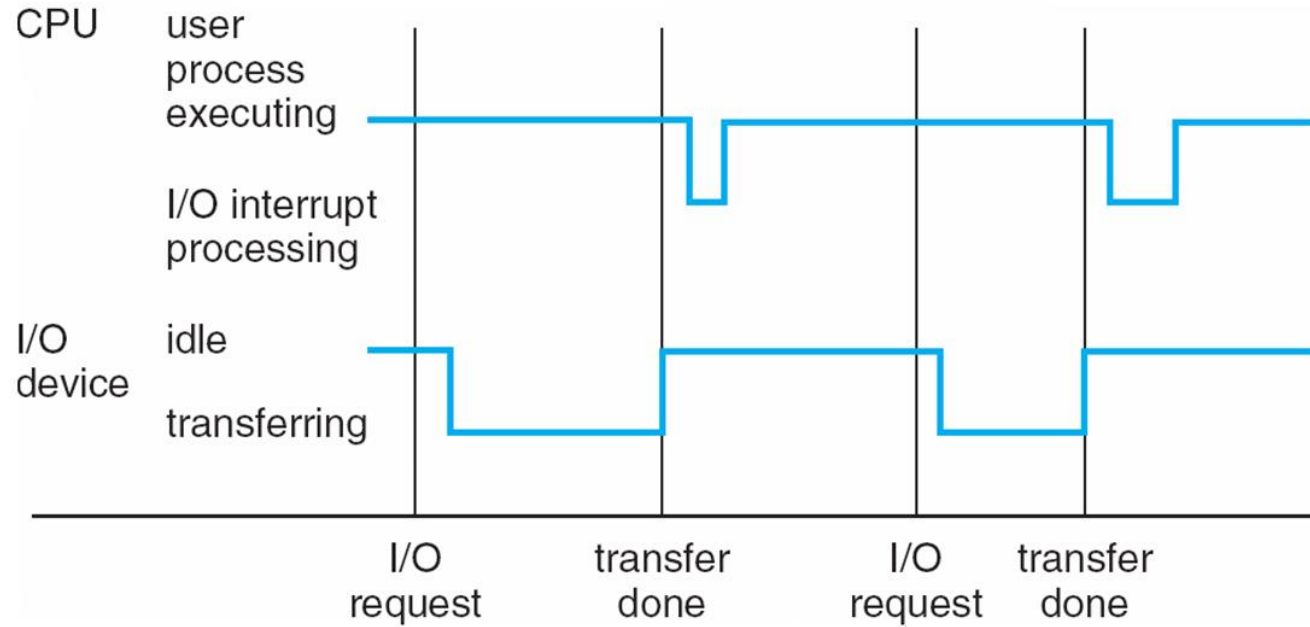 CPU
user
process
executing
I/O interrupt
processing
I/O
device
idle
transferring
I/O
request
transfer
done
I/O
request
transfer
done